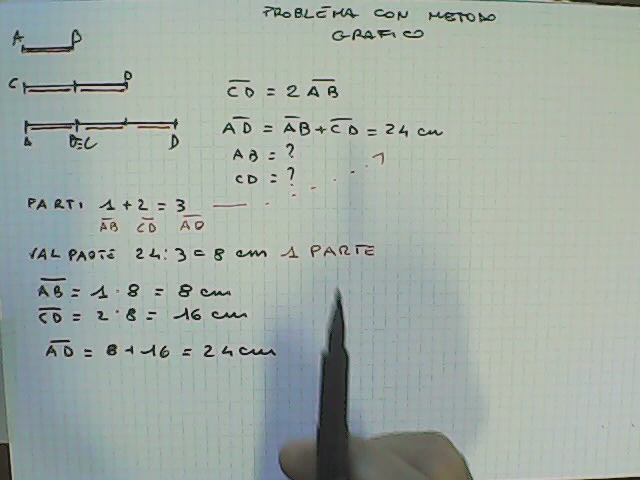 PROBLEMA CON METODO
GRAFICO
A B
C D
A B≡C D
CD = 2 AB
AD = AB + CD = 24 cm
AB = ?
CD = ?
PARTI 1 + 2 = 3
AB CD AD
VAL PARTE 24 : 3 = 8 cm 1 PARTE
AB = 1 · 8 = 8 cm
CD = 2 · 8 = 16 cm
AD = 8 + 16 = 24 cm